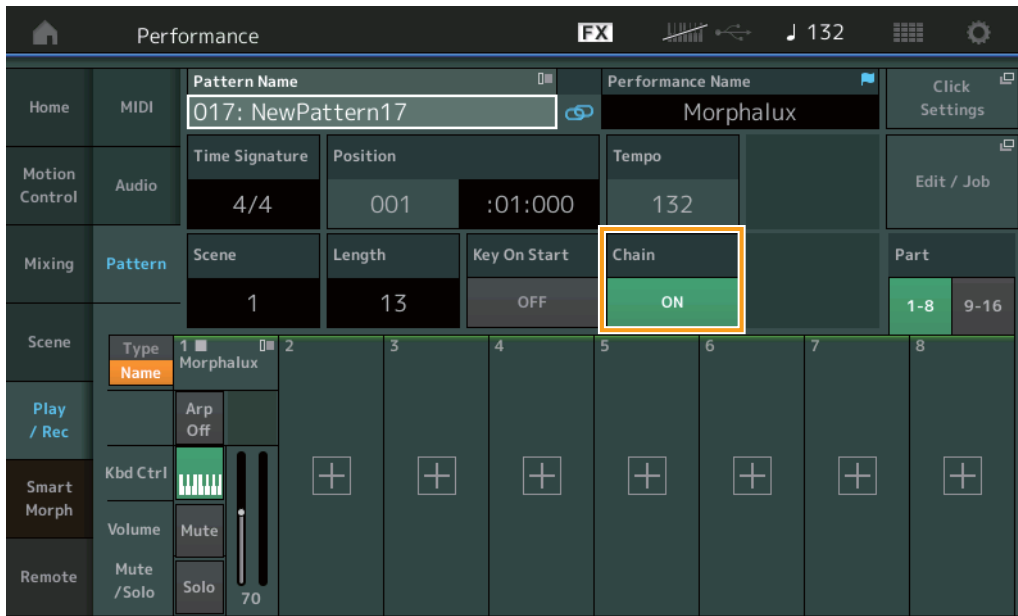 Performance
FX
132
Home
MIDI
Pattern Name
017: NewPattern17
Performance Name
Morphalux
Click
Settings
Motion
Control
Audio
Time Signature
4/4
Position
001
:01:000
Tempo
132
Edit / Job
Mixing
Pattern
Scene
1
Length
13
Key On Start
OFF
Chain
ON
Part
1-8
9-16
Scene
Type
Name
1
Morphalux
2
3
4
5
6
7
8
Play
/ Rec
Arp
Off
Kbd Ctrl
Smart
Morph
Volume
Mute
Remote
Mute
/Solo
Solo
70